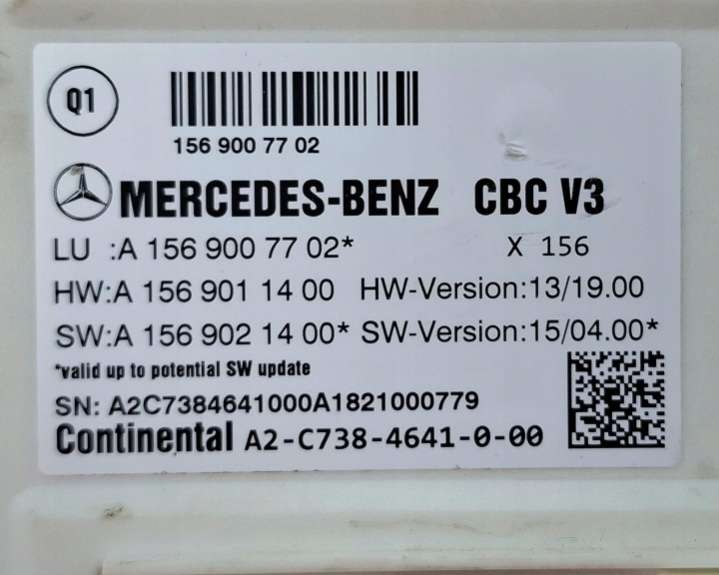 Q1
156 900 77 02
MERCEDES-BENZ CBC V3
LU :A 156 900 77 02* X 156
HW:A 156 901 14 00 HW-Version:13/19.00
SW:A 156 902 14 00* SW-Version:15/04.00*
*valid up to potential SW update
SN: A2C7384641000A1821000779
Continental A2-C738-4641-0-00